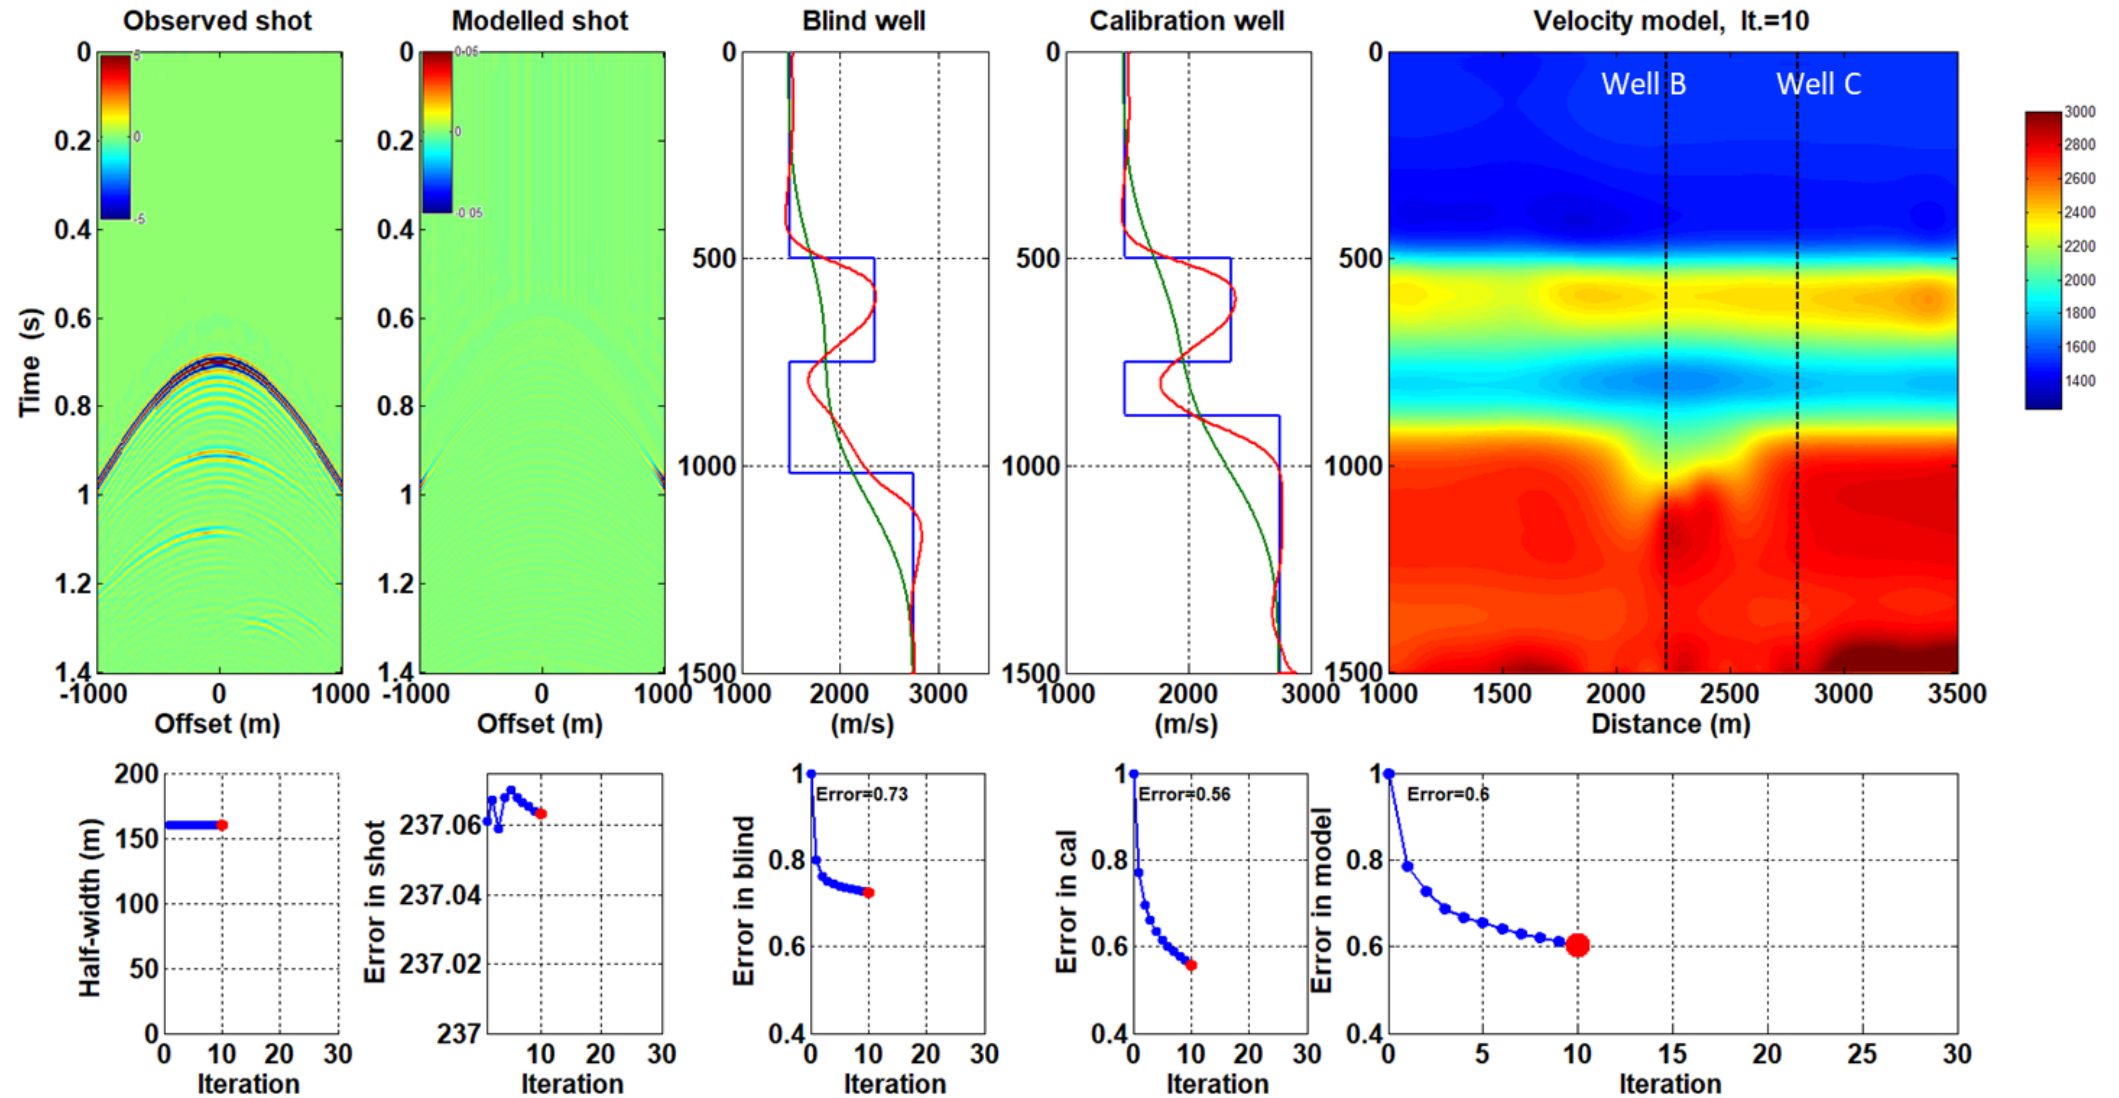 Observed shot
Modelled shot
Blind well
Calibration well
Velocity model, It.=10
0
0.2
0.4
0.6
0.8
1
1.2
1.4
5
0
-5
-1000 0 1000
Time (s)
Offset (m)
0
0.2
0.4
0.6
0.8
1
1.2
1.4
0.05
0
-0.05
-1000 0 1000
Offset (m)
0
500
1000
1500
1000 2000 3000
(m/s)
0
500
1000
1500
1000 2000 3000
(m/s)
0
500
1000
1500
Well B
Well C
1000 1500 2000 2500 3000 3500
Distance (m)
3000
2800
2600
2400
2200
2000
1800
1600
1400
200
150
100
50
0
0 10 20 30
Half-width (m)
Iteration
237.06
237.04
237.02
237
10 20 30
Error in shot
Iteration
1
0.8
0.6
0.4
Error=0.73
0 10 20 30
Error in blind
Iteration
1
0.8
0.6
0.4
Error=0.56
0 10 20 30
Error in cal
Iteration
1
0.8
0.6
0.4
Error=0.6
0 5 10 15 20 25 30
Error in model
Iteration